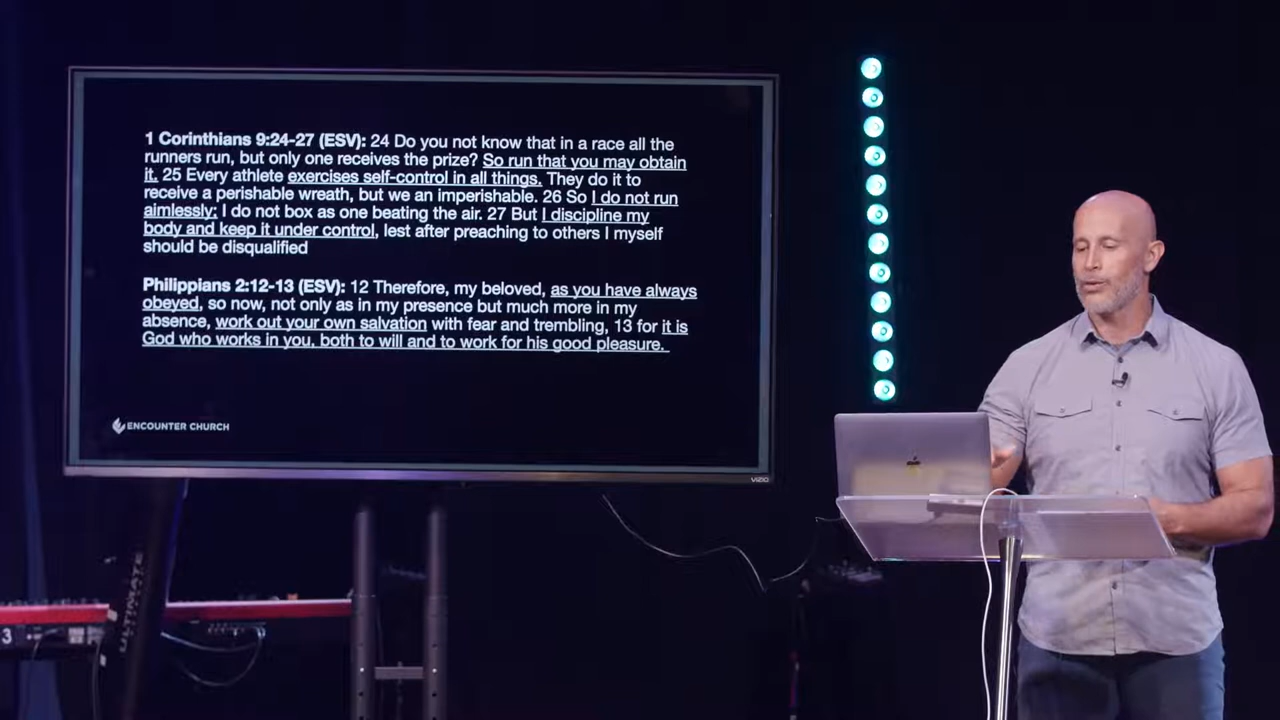 1 Corinthians 9:24-27 (ESV): 24 Do you not know that in a race all the
runners run, but only one receives the prize? So run that you may obtain
it. 25 Every athlete exercises self-control in all things. They do it to
receive a perishable wreath, but we an imperishable. 26 So I do not run
aimlessly; I do not box as one beating the air. 27 But I discipline my
body and keep it under control, lest after preaching to others I myself
should be disqualified
Philippians 2:12-13 (ESV): 12 Therefore, my beloved, as you have always
obeyed, so now, not only as in my presence but much more in my
absence, work out your own salvation with fear and trembling, 13 for it is
God who works in you, both to will and to work for his good pleasure.
ENCOUNTER CHURCH
VIZIO
ULTIMATE
3